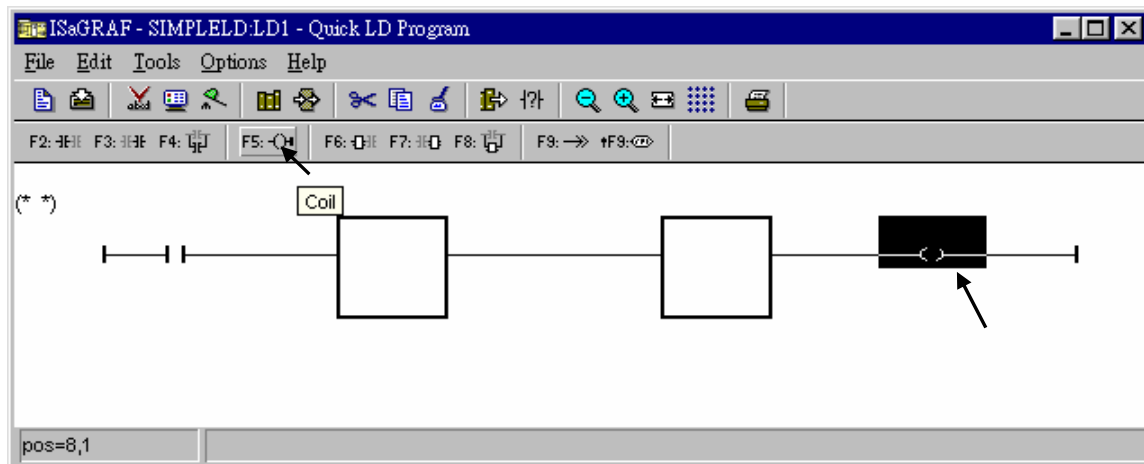 ISaGRAF - SIMPLELD:LD1 - Quick LD Program
File Edit Tools Options Help
F2: F3: F4: F5: F6: F7: F8: F9: F9:
Coil
(* *)
pos=8,1